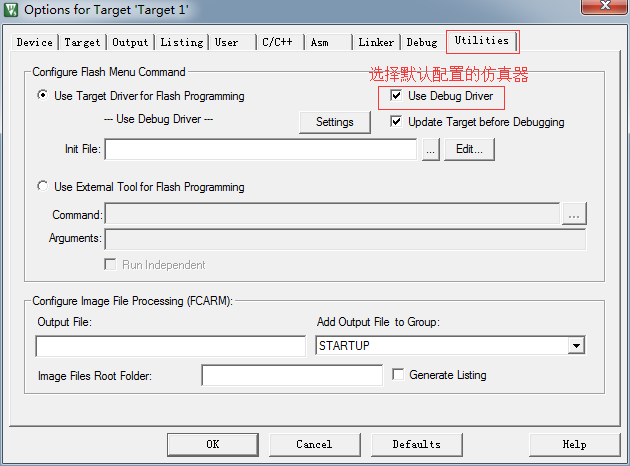 Options for Target 'Target 1'
Device Target Output Listing User C/C++ Asm Linker Debug Utilities
Configure Flash Menu Command
选择默认配置的仿真器
Use Target Driver for Flash Programming Use Debug Driver
--- Use Debug Driver --- Settings Update Target before Debugging
Init File: ... Edit...
Use External Tool for Flash Programming
Command: ...
Arguments:
Run Independent
Configure Image File Processing (FCARM):
Output File: Add Output File to Group:
STARTUP
Image Files Root Folder: Generate Listing
OK Cancel Defaults Help